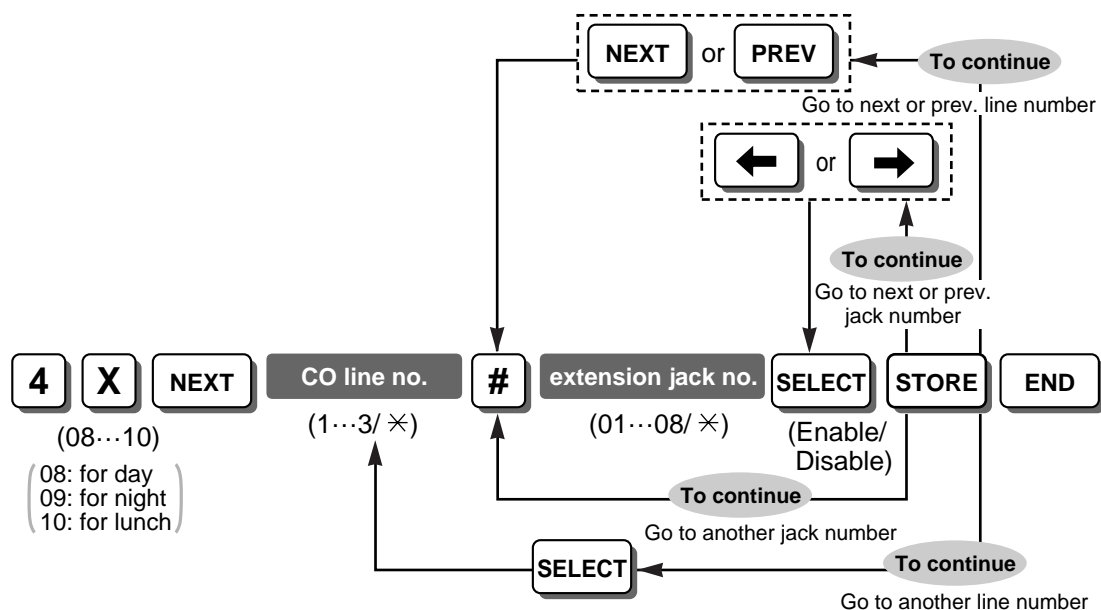 NEXT or PREV
To continue
Go to next or prev. line number
← or →
To continue
Go to next or prev.
jack number
4 X NEXT CO line no. # extension jack no. SELECT STORE END
(08···10)
(1···3/ ✳)
(01···08/ ✳)
(Enable/
Disable)
08: for day
09: for night
10: for lunch
To continue
Go to another jack number
SELECT
To continue
Go to another line number